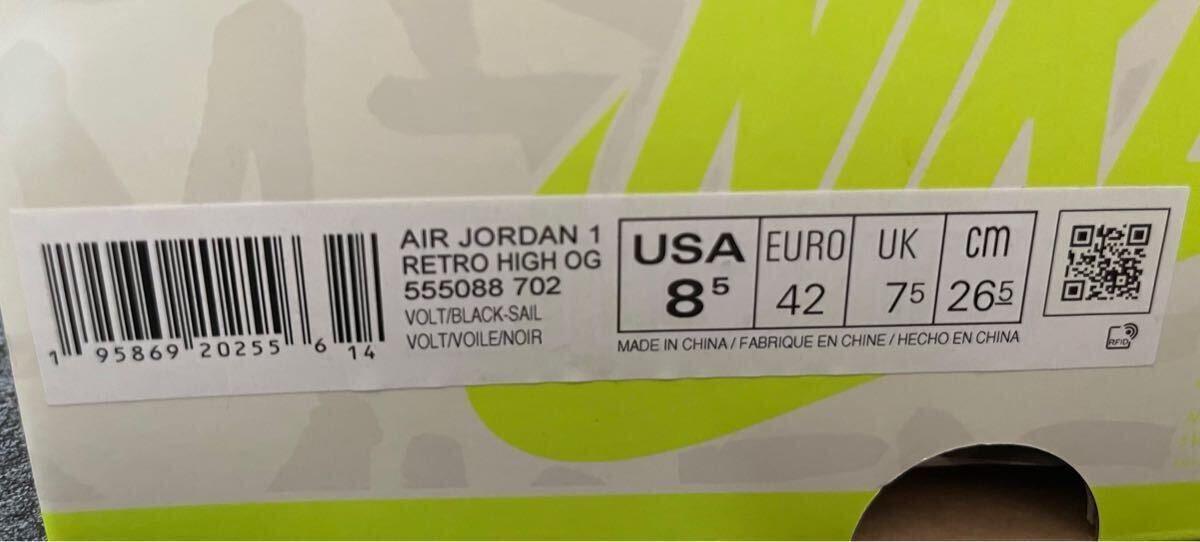 NIKE
AIR JORDAN 1
RETRO HIGH OG
555088 702
VOLT/BLACK-SAIL
VOLT/VOILE/NOIR
1 95869 20255 6 14
USA EURO UK cm
8⁵ 42 7⁵ 26⁵
MADE IN CHINA / FABRIQUE EN CHINE / HECHO EN CHINA
RFID